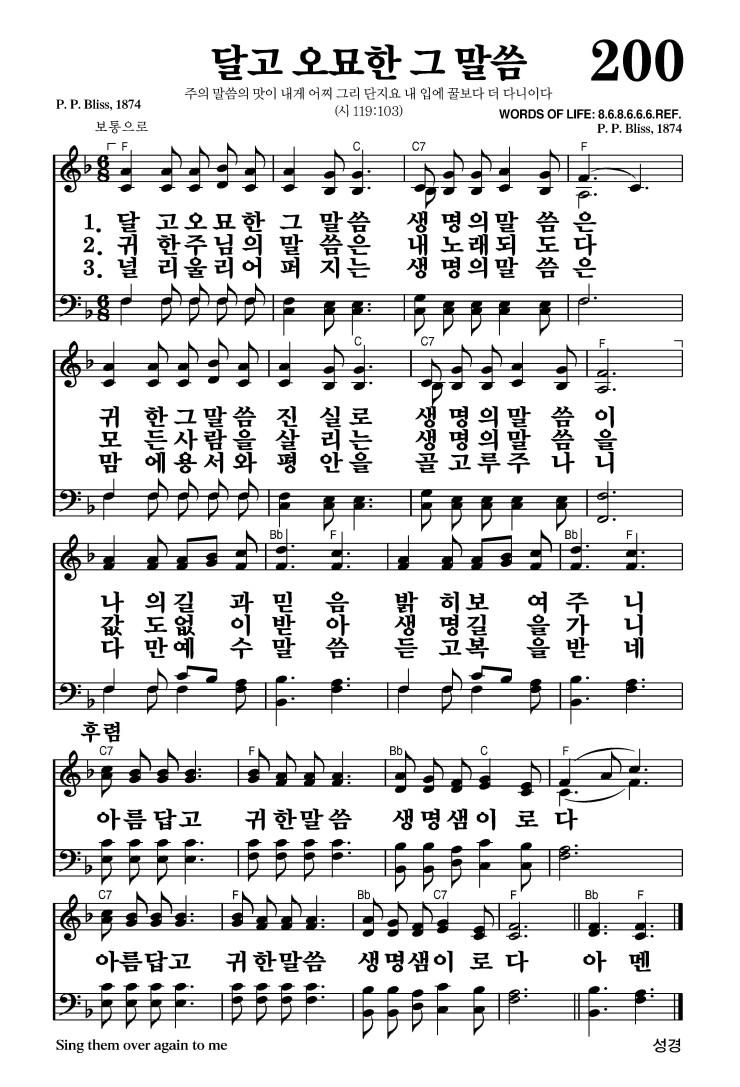 달고 오묘한 그 말씀
200
주의 말씀의 맛이 내게 어찌 그리 단지요 내 입에 꿀보다 더 다니이다
(시 119:103)
P. P. Bliss, 1874
WORDS OF LIFE: 8.6.8.6.6.6.REF.
P. P. Bliss, 1874
보통으로
F C C7 F
1. 달 고오묘한 그 말씀 생명의말 씀 은
2. 귀 한주님의 말 씀은 내노래되 도 다
3. 널 리울리어 퍼 지는 생명의말 씀 은
C C7 F
귀 한그말씀 진 실로 생명의말 씀 이
모 든사람을 살 리는 생명의말 씀 을
맘 에용서와 평 안을 골고루주 나 니
Bb F Bb F
나 의길 과믿 음 밝 히보 여주 니
값 도없 이받 아 생 명길 을가 니
다 만예 수말 씀 듣 고복 을받 네
후렴
C7 F Bb C F
아름답고 귀한말씀 생명샘이 로 다
C7 F Bb C7 F Bb F
아름답고 귀한말씀 생명샘이 로 다 아 멘
Sing them over again to me
성경